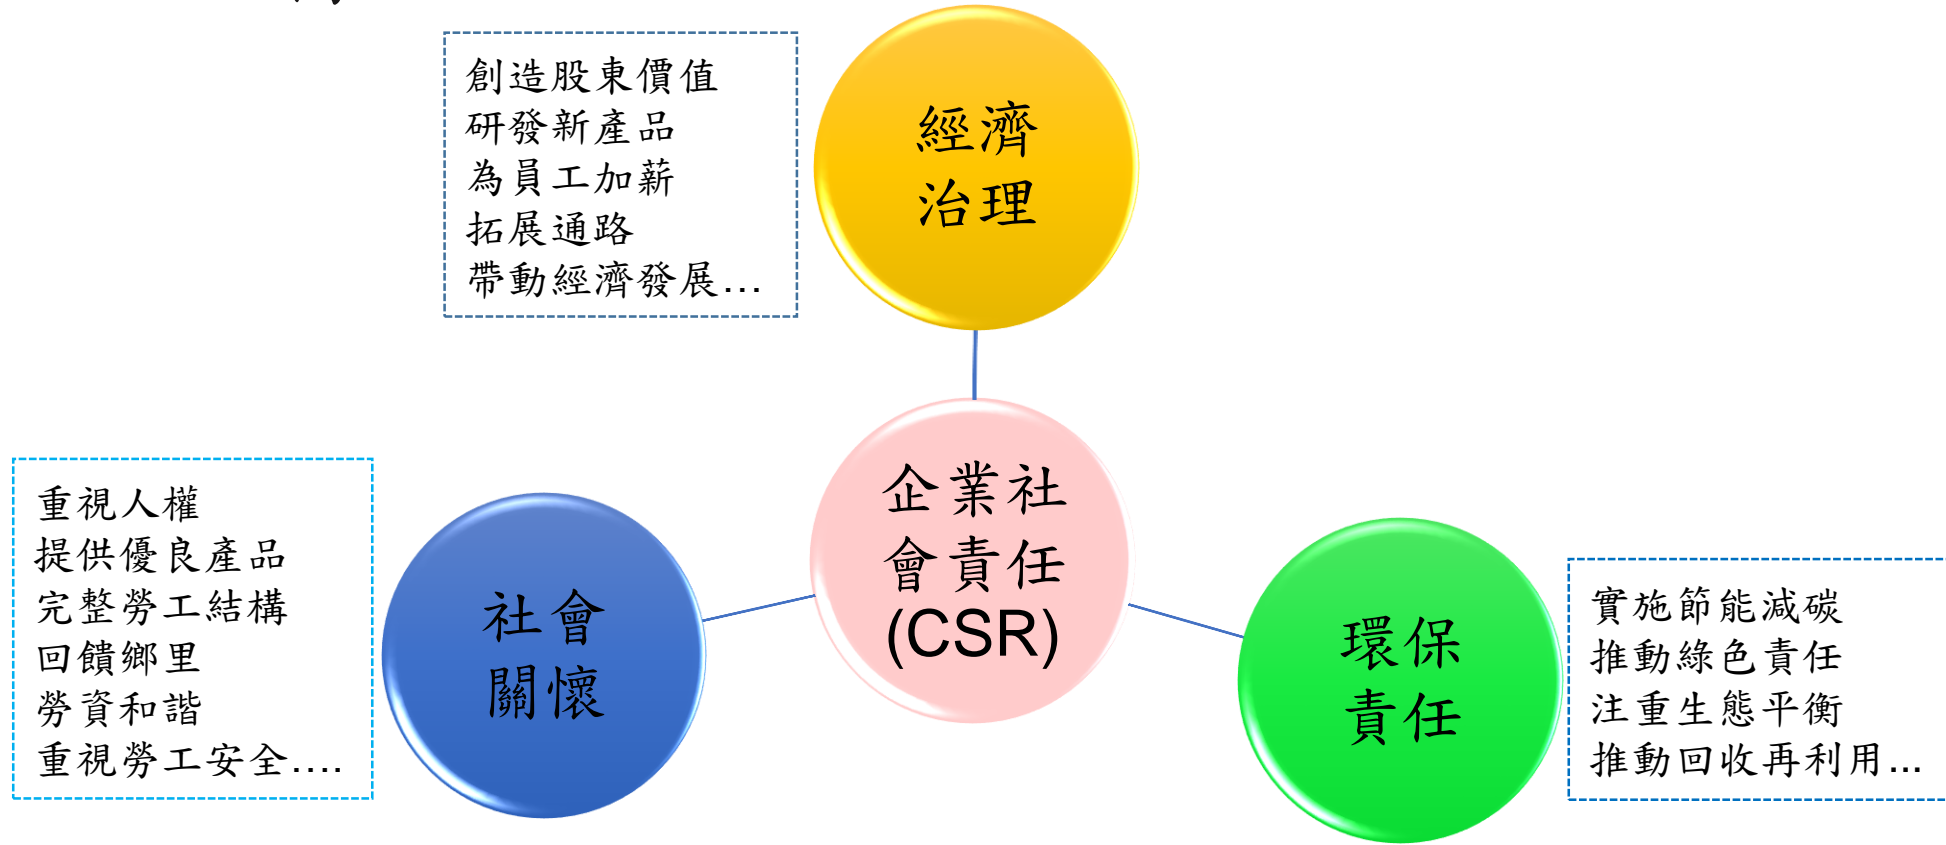 創造股東價值
研發新產品
為員工加薪
拓展通路
帶動經濟發展…
經濟
治理
企業社
會責任
(CSR)
重視人權
提供優良產品
完整勞工結構
回饋鄉里
勞資和諧
重視勞工安全….
社會
關懷
環保
責任
實施節能減碳
推動綠色責任
注重生態平衡
推動回收再利用...